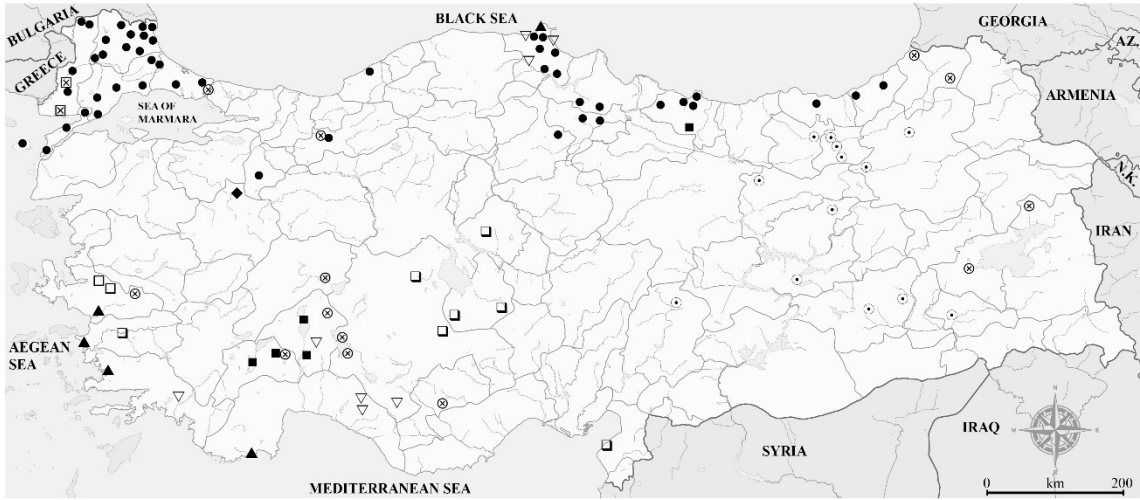 BULGARIA
GREECE
BLACK SEA
GEORGIA
AZ.
ARMENIA
SEA OF
MARMARA
N.K.
IRAN
AEGEAN
SEA
N
W
E
S
IRAQ
SYRIA
MEDITERRANEAN SEA
0 km 200